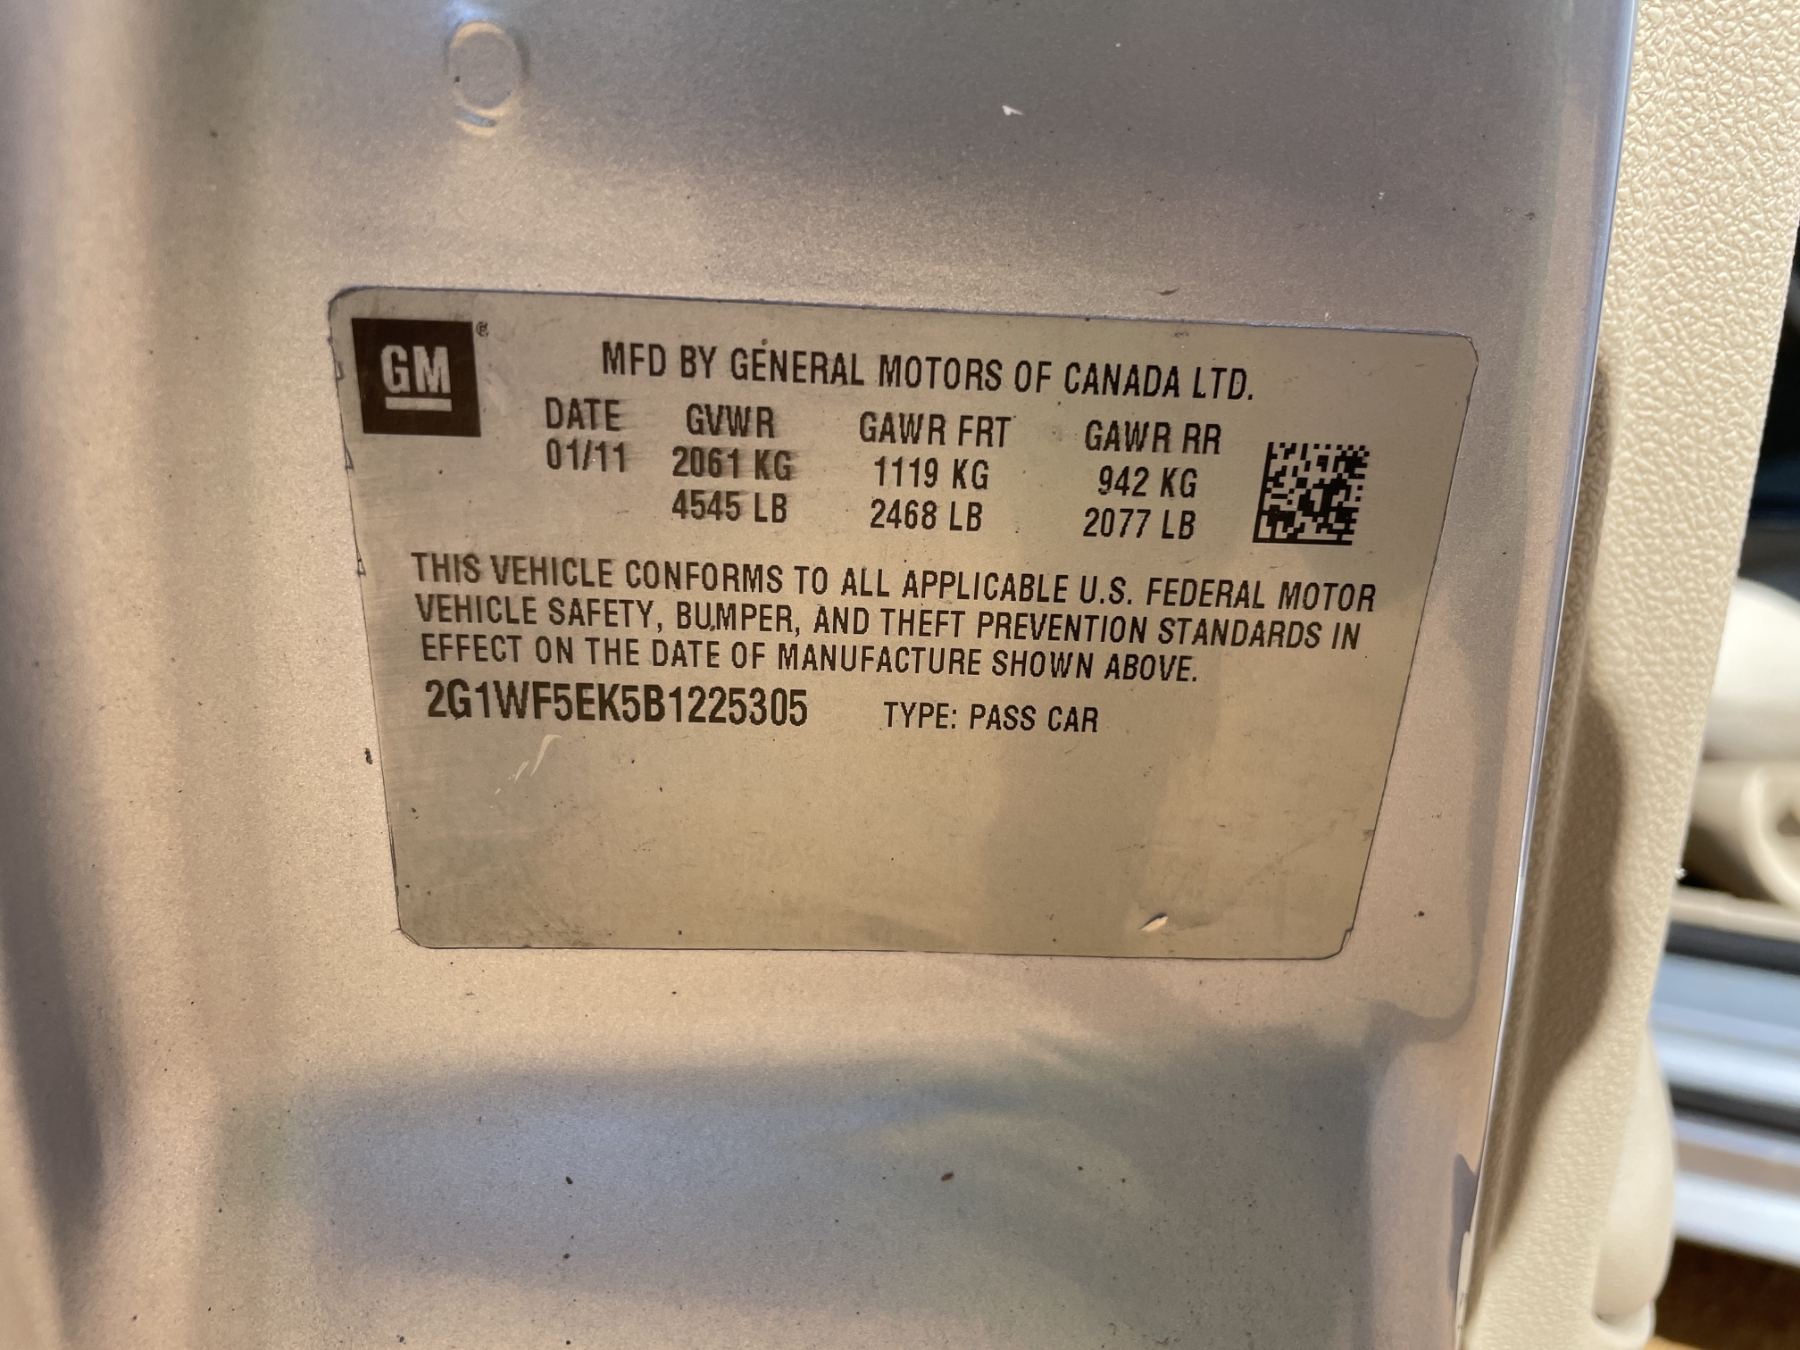 GM®
MFD BY GENERAL MOTORS OF CANADA LTD.
DATE GVWR GAWR FRT GAWR RR
01/11 2061 KG 1119 KG 942 KG
4545 LB 2468 LB 2077 LB
THIS VEHICLE CONFORMS TO ALL APPLICABLE U.S. FEDERAL MOTOR
VEHICLE SAFETY, BUMPER, AND THEFT PREVENTION STANDARDS IN
EFFECT ON THE DATE OF MANUFACTURE SHOWN ABOVE.
2G1WF5EK5B1225305 TYPE: PASS CAR